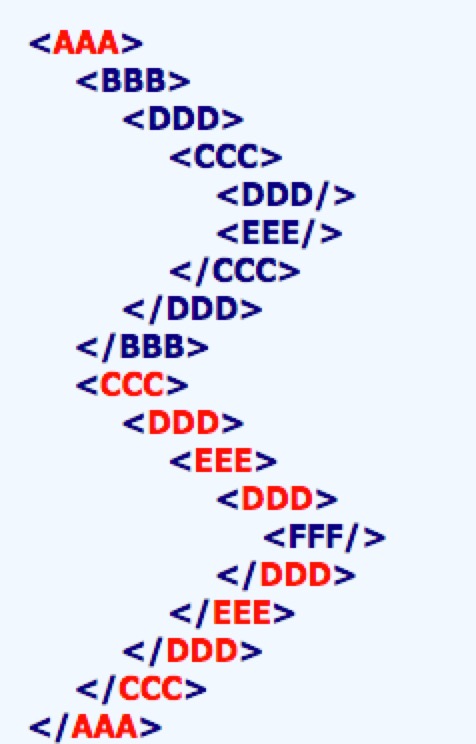 <AAA>
<BBB>
<DDD>
<CCC>
<DDD/>
<EEE/>
</CCC>
</DDD>
</BBB>
<CCC>
<DDD>
<EEE>
<DDD>
<FFF/>
</DDD>
</EEE>
</DDD>
</CCC>
</AAA>